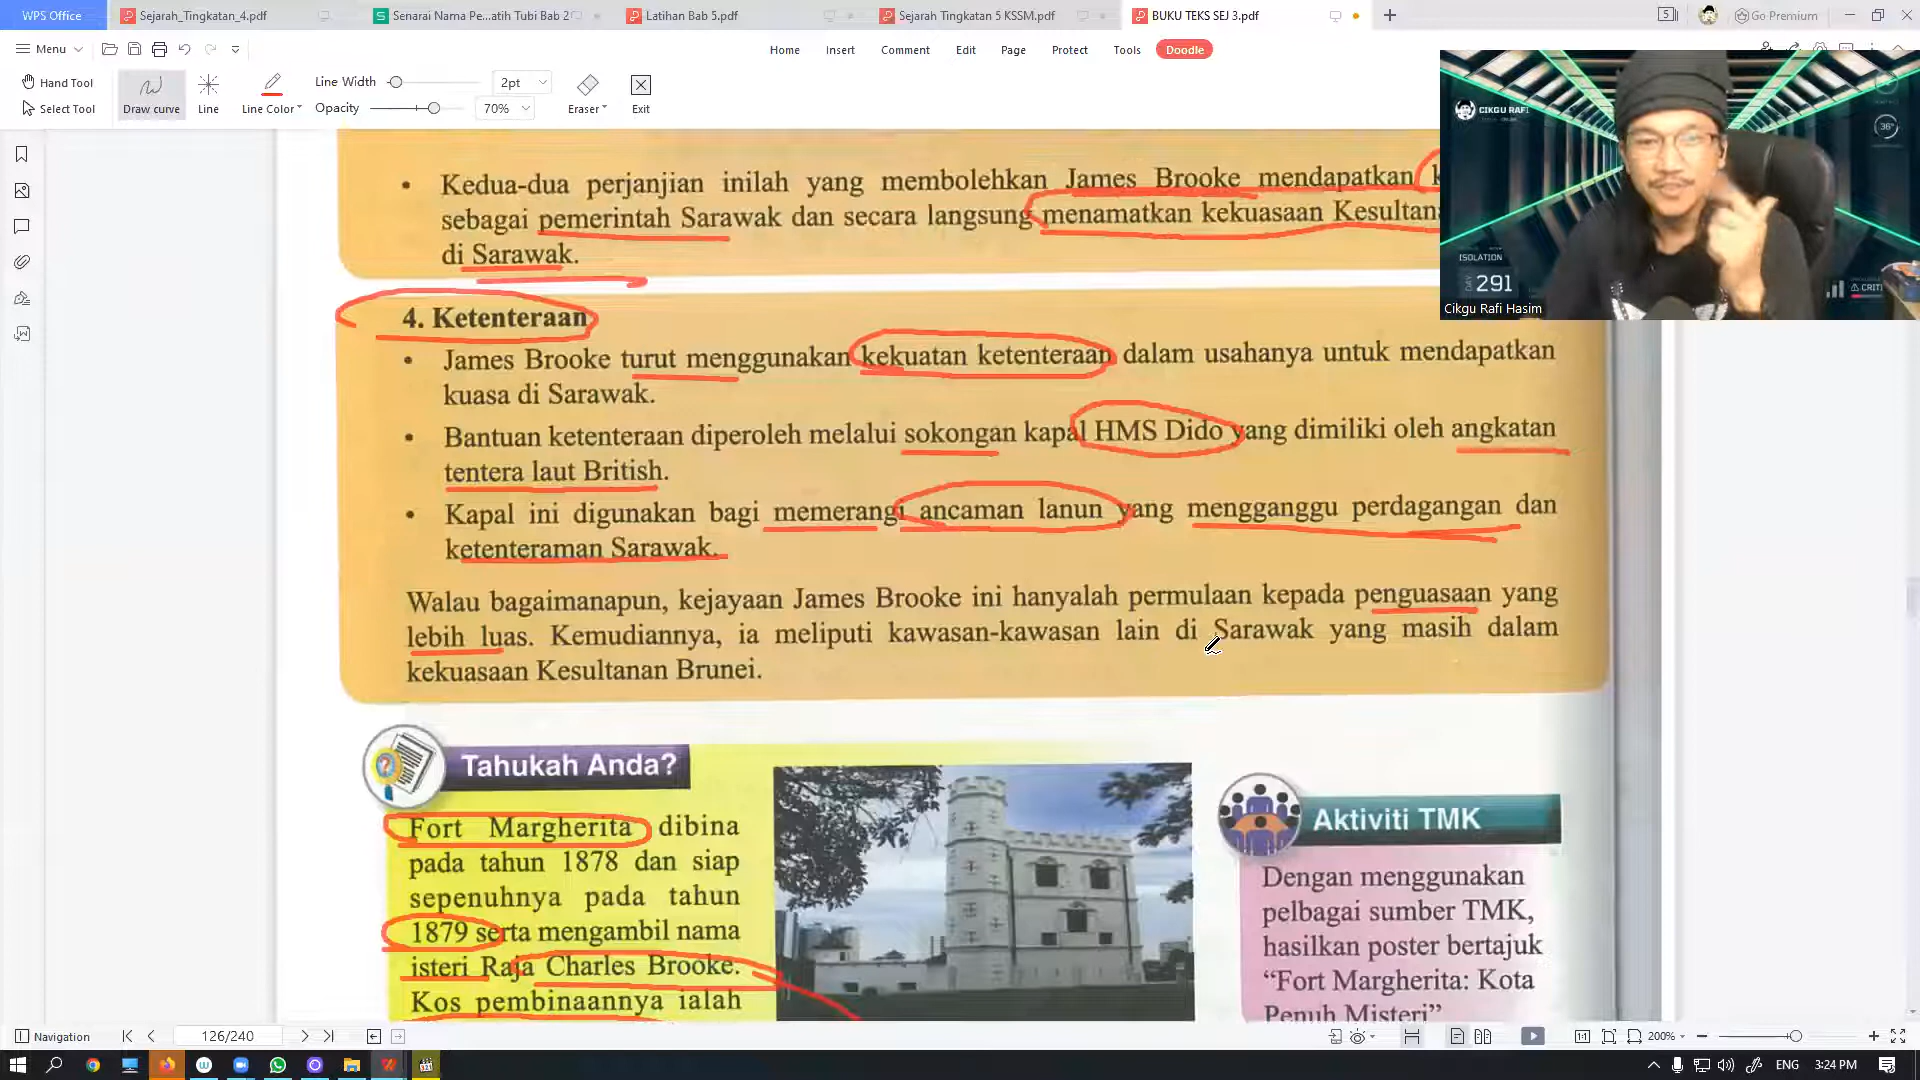 WPS Office
Sejarah_Tingkatan_4.pdf
Senarai Nama Pe...atih Tubi Bab 2
Latihan Bab 5.pdf
Sejarah Tingkatan 5 KSSM.pdf
BUKU TEKS SEJ 3.pdf
5
Go Premium
Menu
Home Insert Comment Edit Page Protect Tools Doodle
Hand Tool
Select Tool
Draw curve
Line
Line Color
Line Width 2pt
Opacity 70%
Eraser
Exit
CIKGU RAFI
36°
ISOLATION
DAY 291
CRITI
Cikgu Rafi Hasim
• Kedua-dua perjanjian inilah yang membolehkan James Brooke mendapatkan k
sebagai pemerintah Sarawak dan secara langsung menamatkan kekuasaan Kesultan
di Sarawak.
4. Ketenteraan
• James Brooke turut menggunakan kekuatan ketenteraan dalam usahanya untuk mendapatkan
kuasa di Sarawak.
• Bantuan ketenteraan diperoleh melalui sokongan kapal HMS Dido yang dimiliki oleh angkatan
tentera laut British.
• Kapal ini digunakan bagi memerangi ancaman lanun yang mengganggu perdagangan dan
ketenteraman Sarawak.
Walau bagaimanapun, kejayaan James Brooke ini hanyalah permulaan kepada penguasaan yang
lebih luas. Kemudiannya, ia meliputi kawasan-kawasan lain di Sarawak yang masih dalam
kekuasaan Kesultanan Brunei.
Tahukah Anda?
Fort Margherita dibina
pada tahun 1878 dan siap
sepenuhnya pada tahun
1879 serta mengambil nama
isteri Raja Charles Brooke.
Kos pembinaannya ialah
Aktiviti TMK
Dengan menggunakan
pelbagai sumber TMK,
hasilkan poster bertajuk
“Fort Margherita: Kota
Penuh Misteri”
Navigation
126/240
200%
ENG
3:24 PM